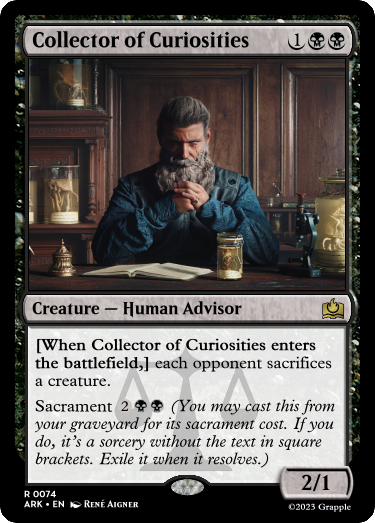 Collector of Curiosities 1
[When Collector of Curiosities enters
the battlefield,] each opponent sacrifices
a creature.
Sacrament 2 (You may cast this from
your graveyard for its sacrament cost. If you
do, it's a sorcery without the text in square
brackets. Exile it when it resolves.)
Creature — Human Advisor
2/1
R 0074
ARK • EN René Aigner
©2023 Grapple